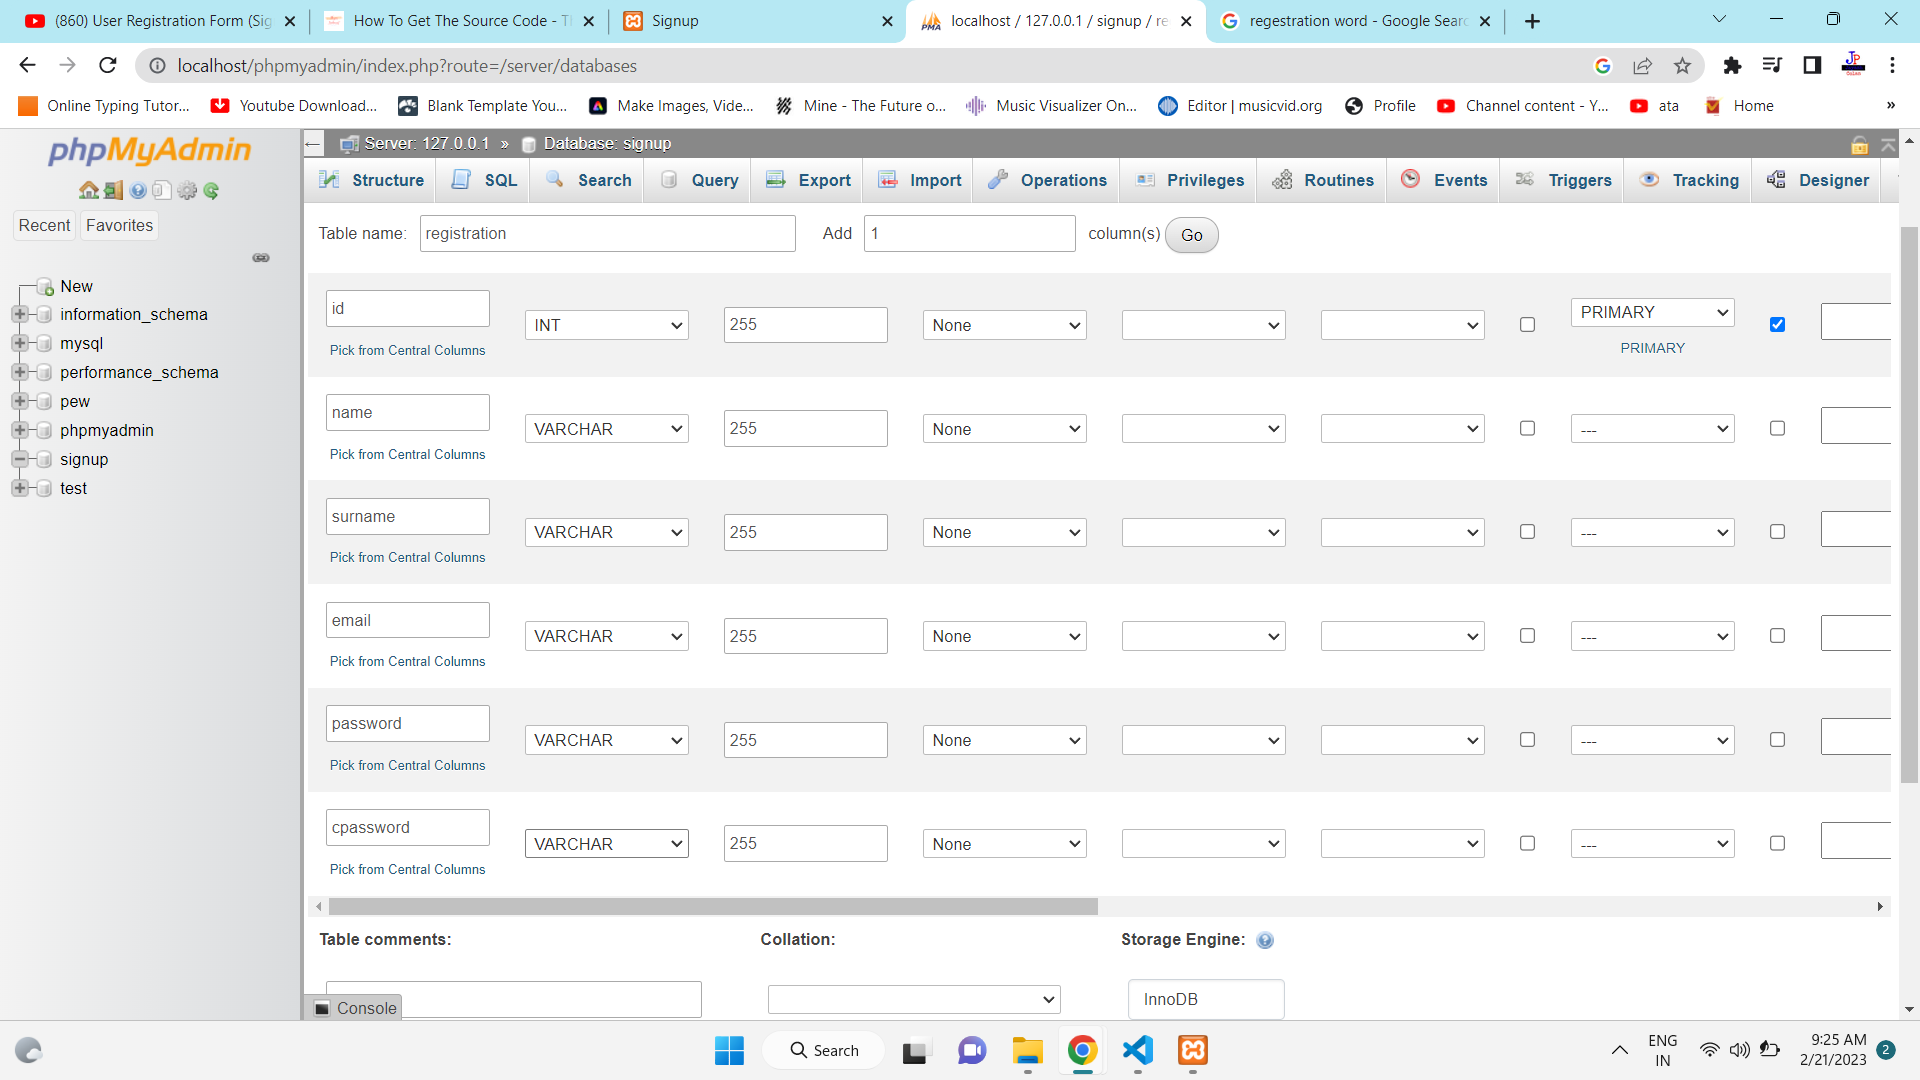 (860) User Registration Form (Sig
How To Get The Source Code - Th
Signup
localhost / 127.0.0.1 / signup / re
regestration word - Google Searc
localhost/phpmyadmin/index.php?route=/server/databases
Online Typing Tutor...
Youtube Download...
Blank Template You...
Make Images, Vide...
Mine - The Future o...
Music Visualizer On...
Editor | musicvid.org
Profile
Channel content - Y...
ata
Home
»
phpMyAdmin
Recent
Favorites
New
information_schema
mysql
performance_schema
pew
phpmyadmin
signup
test
Server: 127.0.0.1 » Database: signup
Structure
SQL
Search
Query
Export
Import
Operations
Privileges
Routines
Events
Triggers
Tracking
Designer
Table name: registration Add 1 column(s) Go
id INT 255 None PRIMARY
Pick from Central Columns PRIMARY
name VARCHAR 255 None ---
Pick from Central Columns
surname VARCHAR 255 None ---
Pick from Central Columns
email VARCHAR 255 None ---
Pick from Central Columns
password VARCHAR 255 None ---
Pick from Central Columns
cpassword VARCHAR 255 None ---
Pick from Central Columns
Table comments: Collation: Storage Engine:
InnoDB
Console
Search
ENG
IN
9:25 AM
2/21/2023
2